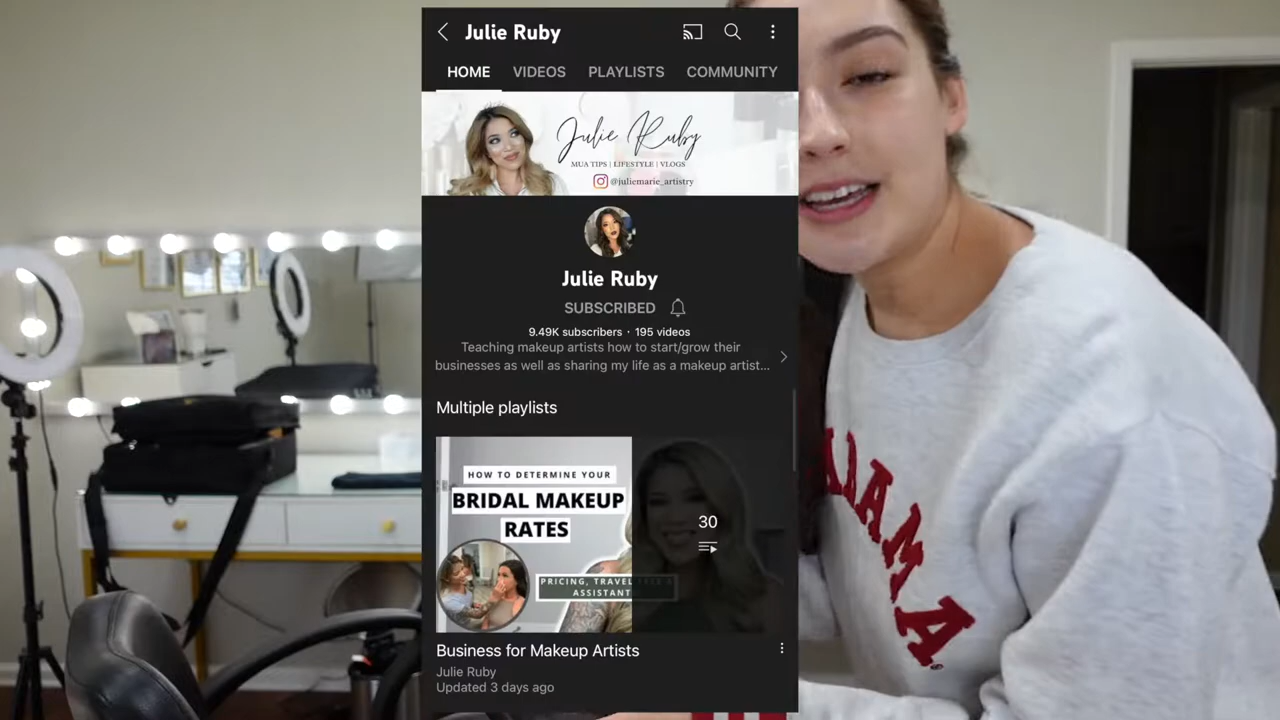 Julie Ruby
HOME VIDEOS PLAYLISTS COMMUNITY
Julie Ruby
MUA TIPS | LIFESTYLE | VLOGS
@juliemarie_artistry
Julie Ruby
SUBSCRIBED
9.49K subscribers · 195 videos
Teaching makeup artists how to start/grow their
businesses as well as sharing my life as a makeup artist...
Multiple playlists
HOW TO DETERMINE YOUR
BRIDAL MAKEUP
RATES
30
PRICING, TRAVEL
ASSISTANT
Business for Makeup Artists
Julie Ruby
Updated 3 days ago
AMA